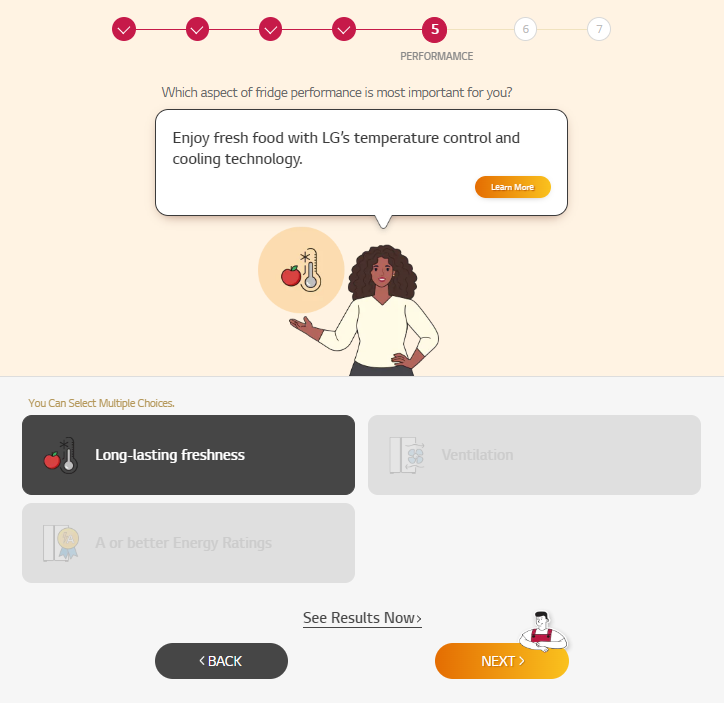 5
6
7
PERFORMAMCE
Which aspect of fridge performance is most important for you?
Enjoy fresh food with LG's temperature control and
cooling technology.
Learn More
You Can Select Multiple Choices.
Long-lasting freshness
Ventilation
A or better Energy Ratings
See Results Now›
‹ BACK
NEXT ›